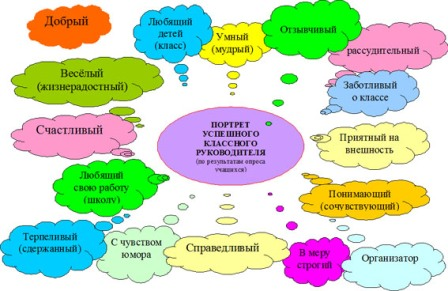 Добрый
Любящий
детей
(класс)
Умный
(мудрый)
Отзывчивый
рассудительный
Весёлый
(жизнерадостный)
Заботливый
о классе
Счастливый
ПОРТРЕТ
УСПЕШНОГО
КЛАССНОГО
РУКОВОДИТЕЛЯ
(по результатам опроса
учащихся)
Приятный на
внешность
Любящий
свою работу
(школу)
Понимающий
(сочувствующий)
Терпеливый
(сдержанный)
С чувством
юмора
Справедливый
В меру
строгий
Организатор